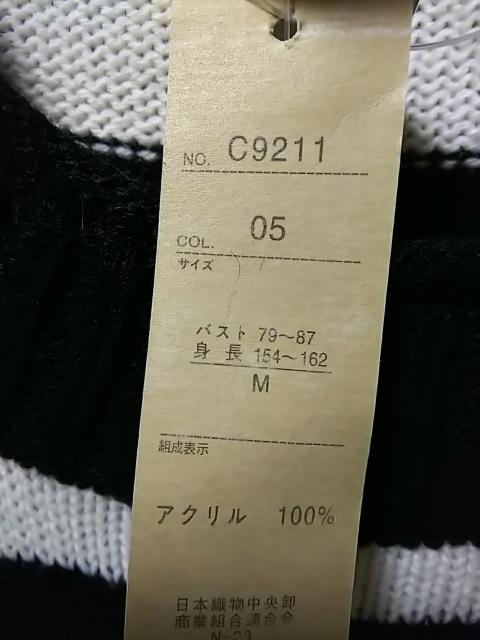 NO. C9211
COL. 05
サイズ
バスト 79〜87
身長 154〜162
M
組成表示
アクリル 100%
日本織物中央卸
商業組合連合会
N-21